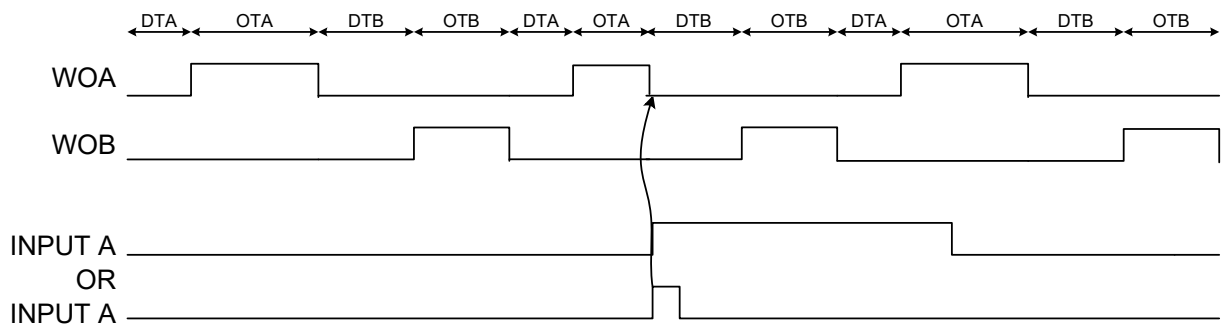 DTA OTA DTB OTB DTA OTA DTB OTB DTA OTA DTB OTB
WOA
WOB
INPUT A
OR
INPUT A